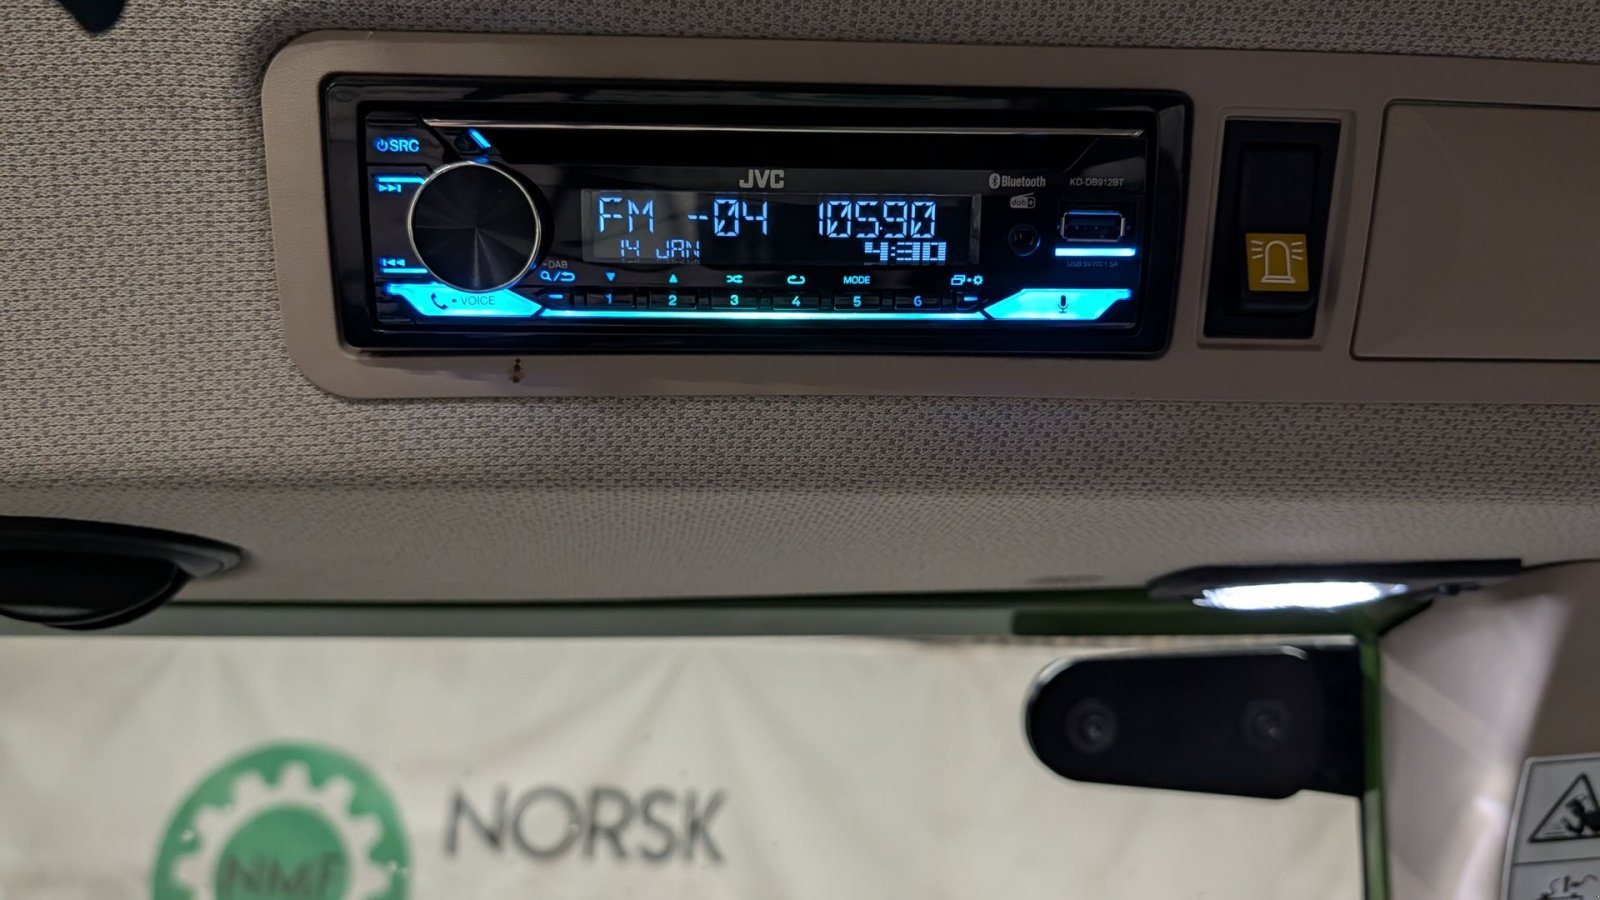 SRC
JVC
Bluetooth
KD-DB912BT
dab
FM -04 10590
14 JAN 4:30
DAB
MODE
VOICE
1 2 3 4 5 6
NORSK
NMF